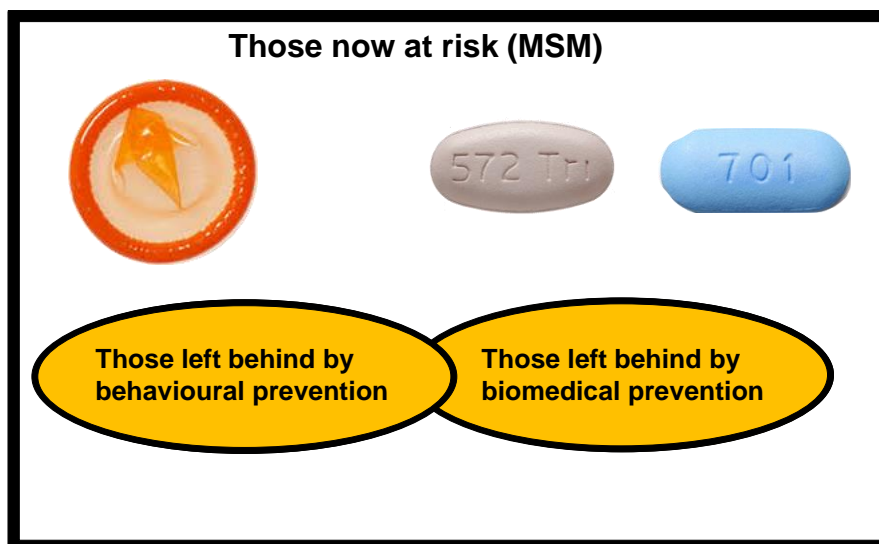 Those now at risk (MSM)
572 Tri
701
Those left behind by
behavioural prevention
Those left behind by
biomedical prevention